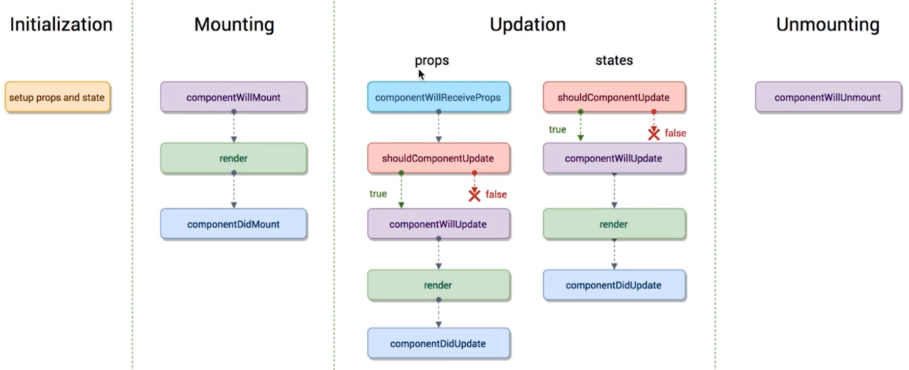 Initialization
Mounting
Updation
Unmounting
props
states
setup props and state
componentWillMount
render
componentDidMount
componentWillReceiveProps
shouldComponentUpdate
true
false
componentWillUpdate
render
componentDidUpdate
shouldComponentUpdate
true
false
componentWillUpdate
render
componentDidUpdate
componentWillUnmount